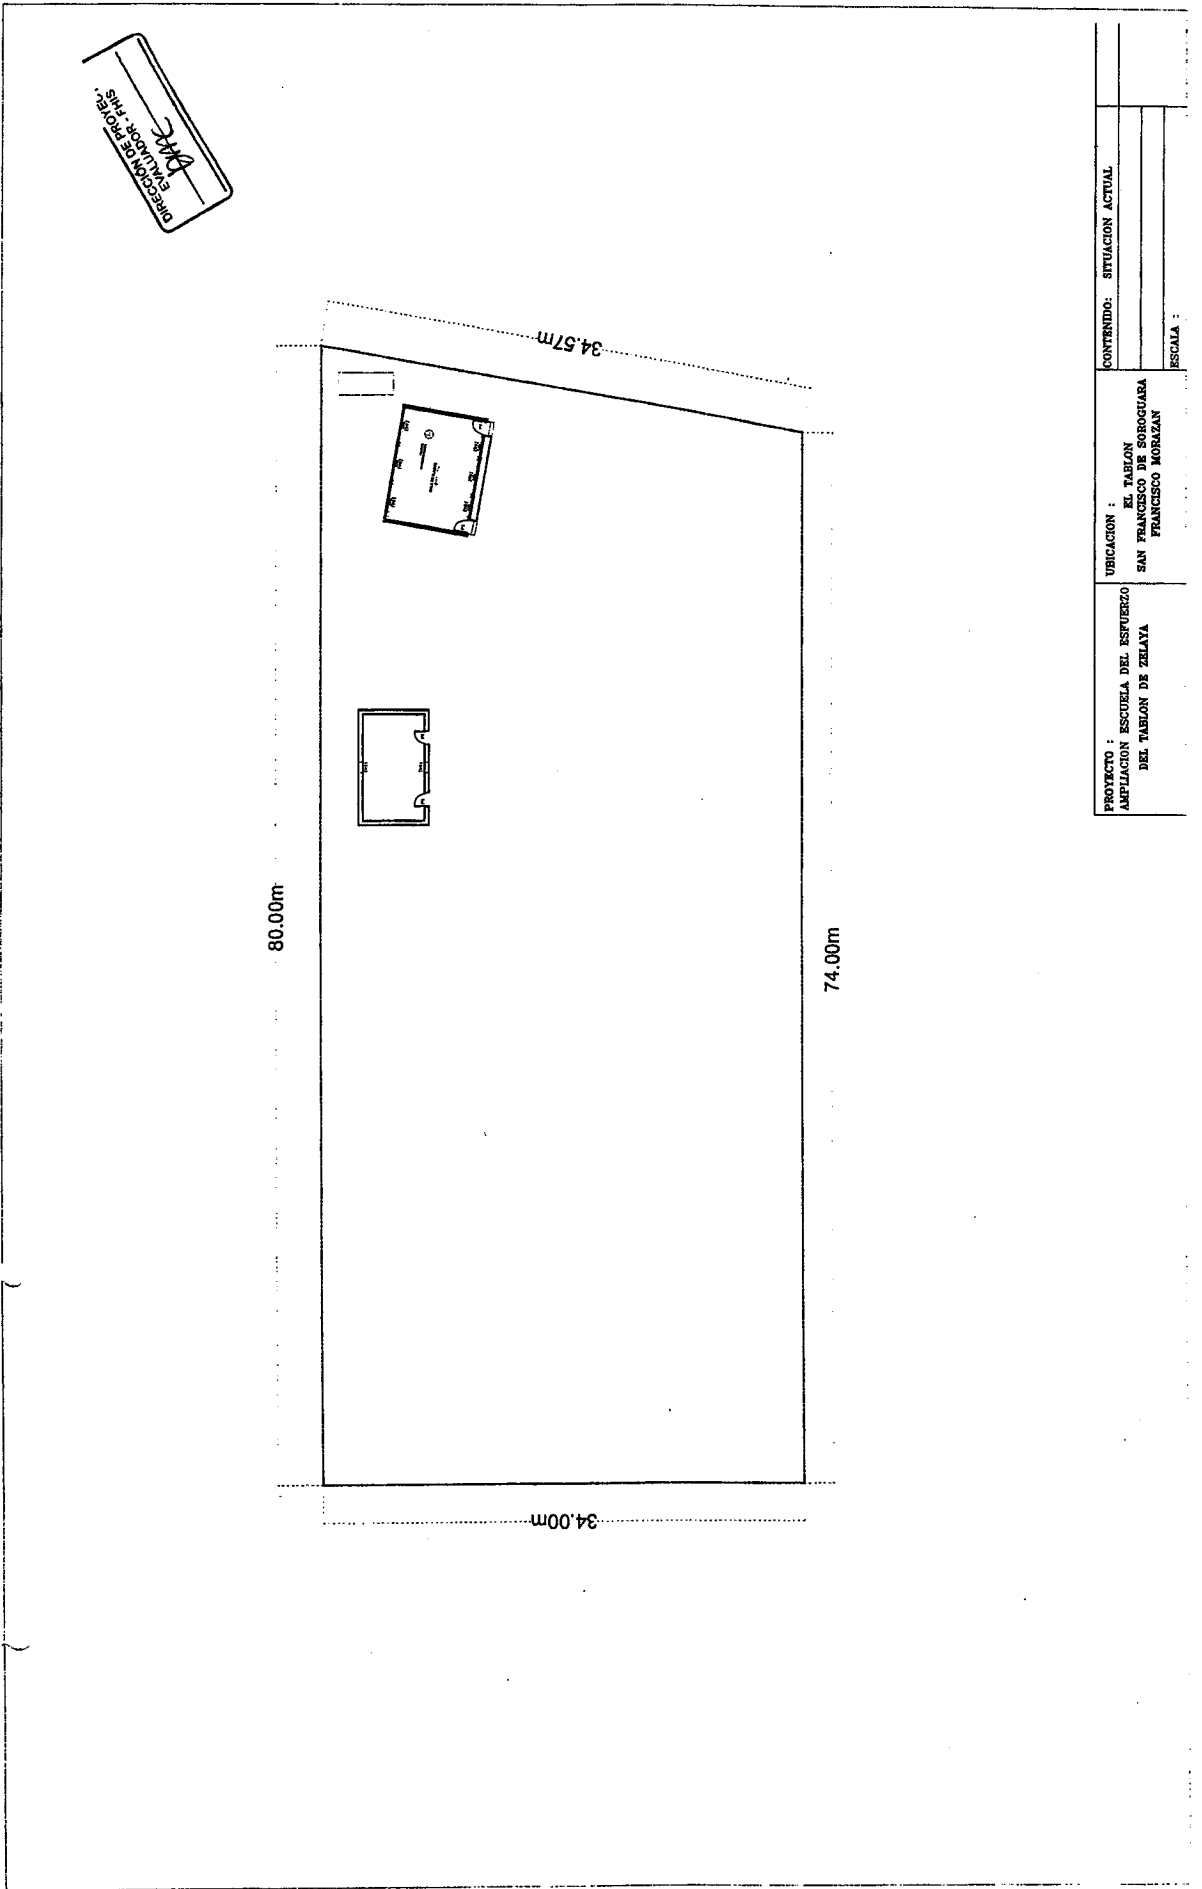 DIRECCIÓN DE PROYEC
EVALUADOR - FHIS
80.00m
34.57m
74.00m
34.00m
PROYECTO :
AMPLIACION ESCUELA DEL ESFUERZO
DEL TABLON DE ZELAYA
UBICACION :
EL TABLON
SAN FRANCISCO DE SOROGUARA
FRANCISCO MORAZAN
CONTENIDO: SITUACION ACTUAL
ESCALA :